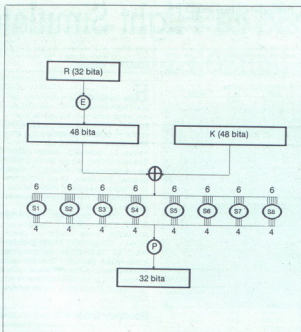 R (32 bita)
E
48 bita K (48 bita)
6 6 6 6 6 6 6 6
S1 S2 S3 S4 S5 S6 S7 S8
4 4 4 4 4 4 4 4
P
32 bita